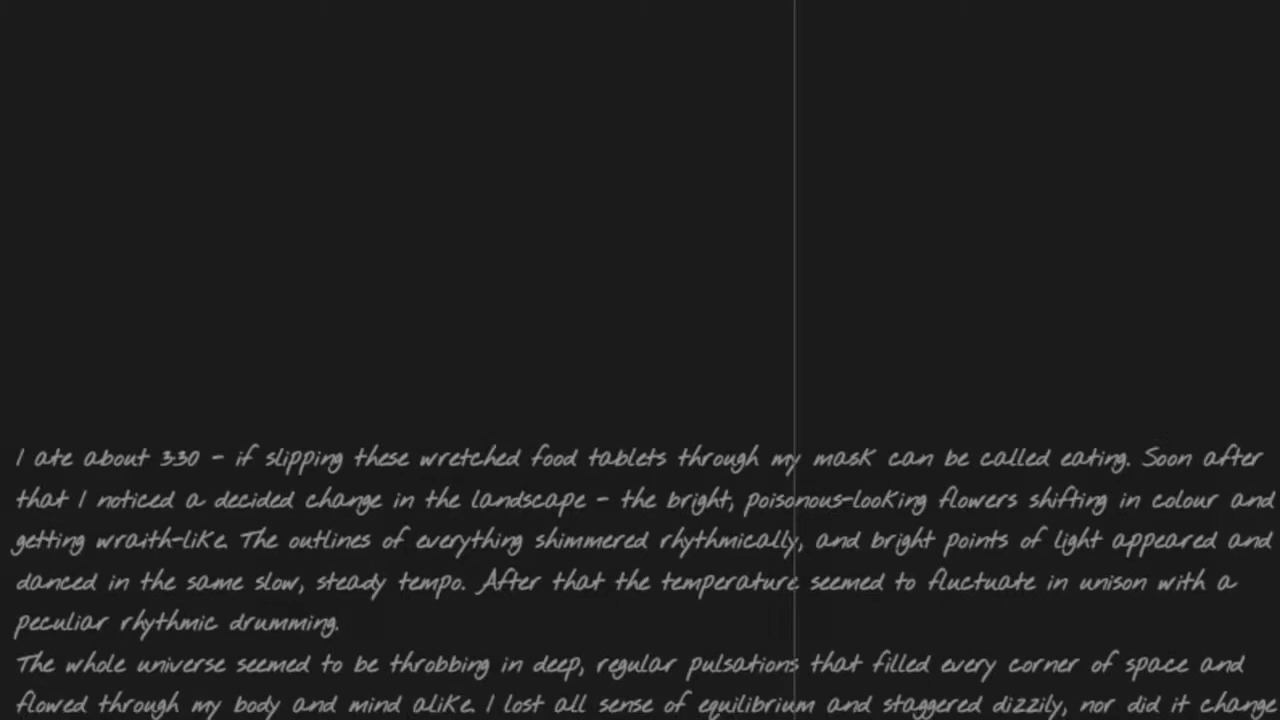 I ate about 3:30 – if slipping these wretched food tablets through my mask can be called eating. Soon after
that I noticed a decided change in the landscape – the bright, poisonous-looking flowers shifting in colour and
getting wraith-like. The outlines of everything shimmered rhythmically, and bright points of light appeared and
danced in the same slow, steady tempo. After that the temperature seemed to fluctuate in unison with a
peculiar rhythmic drumming.
The whole universe seemed to be throbbing in deep, regular pulsations that filled every corner of space and
flowed through my body and mind alike. I lost all sense of equilibrium and staggered dizzily, nor did it change